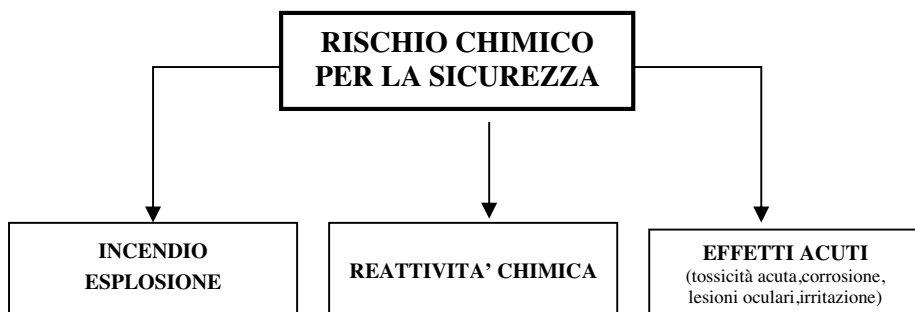 RISCHIO CHIMICO
PER LA SICUREZZA
INCENDIO
ESPLOSIONE
REATTIVITA’ CHIMICA
EFFETTI ACUTI
(tossicità acuta,corrosione,
lesioni oculari,irritazione)